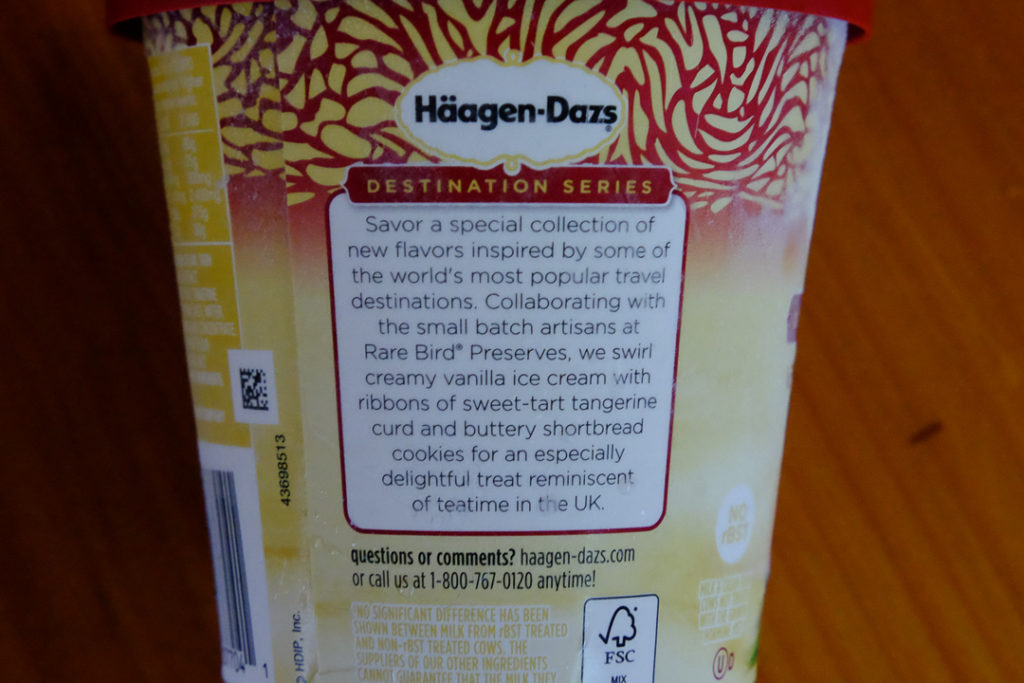 Häagen-Dazs®
DESTINATION SERIES
Savor a special collection of
new flavors inspired by some of
the world's most popular travel
destinations. Collaborating with
the small batch artisans at
Rare Bird® Preserves, we swirl
creamy vanilla ice cream with
ribbons of sweet-tart tangerine
curd and buttery shortbread
cookies for an especially
delightful treat reminiscent
of teatime in the UK.
questions or comments? haagen-dazs.com
or call us at 1-800-767-0120 anytime!
*NO SIGNIFICANT DIFFERENCE HAS BEEN
SHOWN BETWEEN MILK FROM rBST TREATED
AND NON-rBST TREATED COWS. THE
SUPPLIERS OF OUR OTHER INGREDIENTS
CANNOT GUARANTEE THAT THE MILK THEY
FSC
MIX
NO
rBST
U D
43698513
HDIP, Inc.